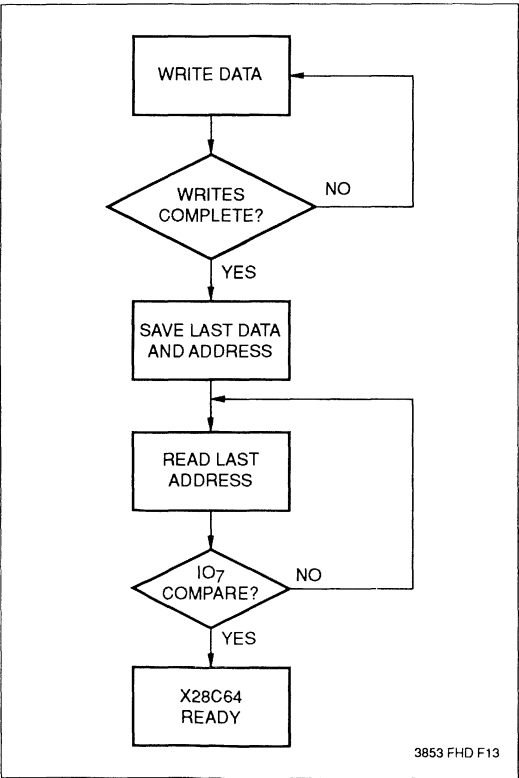 WRITE DATA
WRITES
COMPLETE?
NO
YES
SAVE LAST DATA
AND ADDRESS
READ LAST
ADDRESS
IO7
COMPARE?
NO
YES
X28C64
READY
3853 FHD F13